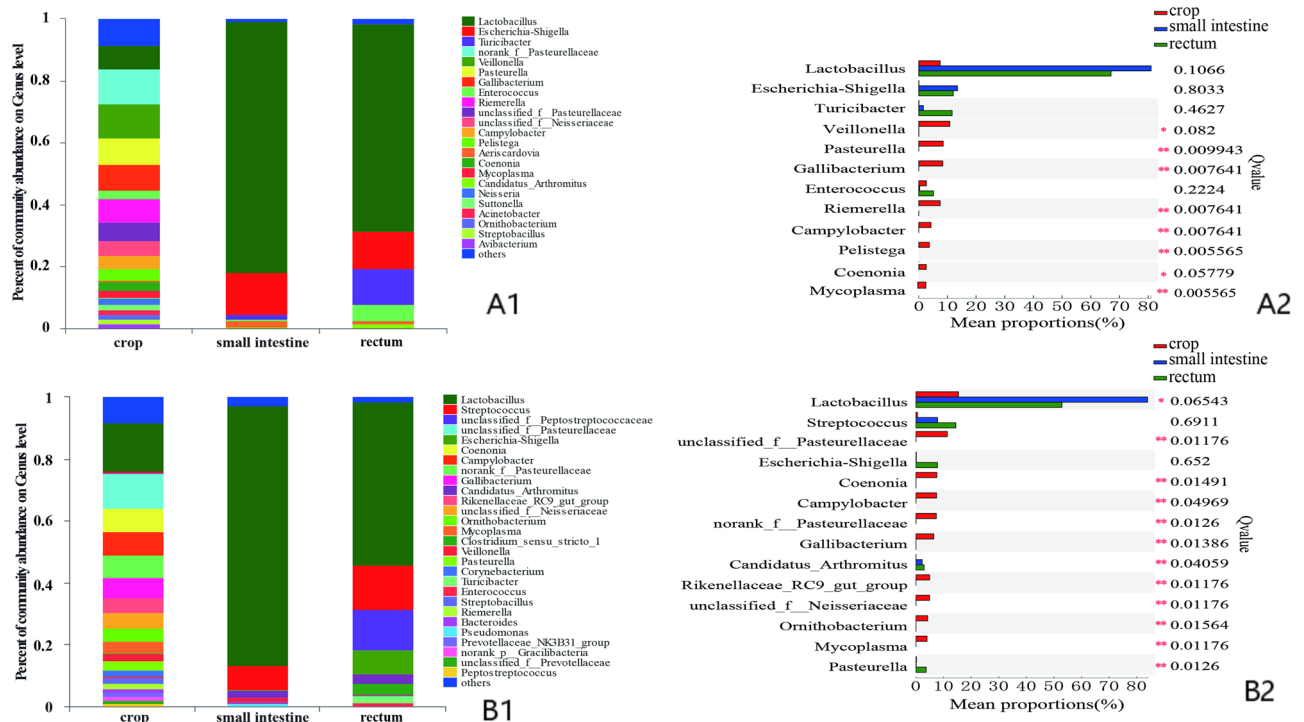 1
0.8
0.6
0.4
0.2
0
Percent of community abundance on Genus level
crop
small intestine
rectum
Lactobacillus
Escherichia-Shigella
Turicibacter
norank_f__Pasteurellaceae
Veillonella
Pasteurella
Gallibacterium
Enterococcus
Riemerella
unclassified_f__Pasteurellaceae
unclassified_f__Neisseriaceae
Campylobacter
Pelistega
Aeriscardovia
Coenonia
Mycoplasma
Candidatus_Arthromitus
Neisseria
Suttonella
Acinetobacter
Ornithobacterium
Streptobacillus
Avibacterium
others
A1
crop
small intestine
rectum
Lactobacillus 0.1066
Escherichia-Shigella 0.8033
Turicibacter 0.4627
Veillonella * 0.082
Pasteurella ** 0.009943
Gallibacterium ** 0.007641
Enterococcus 0.2224
Riemerella ** 0.007641
Campylobacter ** 0.007641
Pelistega ** 0.005565
Coenonia * 0.05779
Mycoplasma ** 0.005565
Qvalue
0 10 20 30 40 50 60 70 80
Mean proportions(%)
A2
1
0.8
0.6
0.4
0.2
0
Percent of community abundance on Genus level
crop
small intestine
rectum
Lactobacillus
Streptococcus
unclassified_f__Peptostreptococcaceae
unclassified_f__Pasteurellaceae
Escherichia-Shigella
Coenonia
Campylobacter
norank_f__Pasteurellaceae
Gallibacterium
Candidatus_Arthromitus
Rikenellaceae_RC9_gut_group
unclassified_f__Neisseriaceae
Ornithobacterium
Mycoplasma
Clostridium_sensu_stricto_1
Veillonella
Pasteurella
Corynebacterium
Turicibacter
Enterococcus
Streptobacillus
Riemerella
Bacteroides
Pseudomonas
Prevotellaceae_NK3B31_group
norank_p__Gracilibacteria
unclassified_f__Prevotellaceae
Peptostreptococcus
others
B1
crop
small intestine
rectum
Lactobacillus * 0.06543
Streptococcus 0.6911
unclassified_f__Pasteurellaceae ** 0.01176
Escherichia-Shigella 0.652
Coenonia ** 0.01491
Campylobacter ** 0.04969
norank_f__Pasteurellaceae ** 0.0126
Gallibacterium ** 0.01386
Candidatus_Arthromitus ** 0.04059
Rikenellaceae_RC9_gut_group ** 0.01176
unclassified_f__Neisseriaceae ** 0.01176
Ornithobacterium ** 0.01564
Mycoplasma ** 0.01176
Pasteurella ** 0.0126
Qvalue
0 10 20 30 40 50 60 70 80
Mean proportions(%)
B2